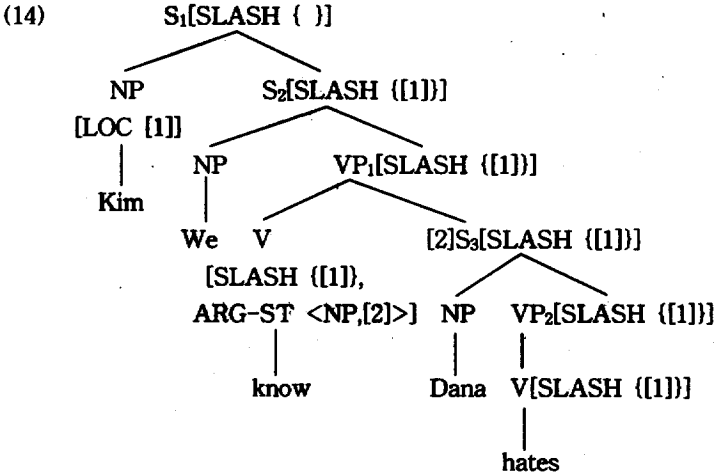 (14) S₁[SLASH { }]
NP S₂[SLASH {[1]}]
[LOC [1]]
NP VP₁[SLASH {[1]}]
Kim
We V [2]S₃[SLASH {[1]}]
[SLASH {[1]},
ARG-ST <NP,[2]>] NP VP₂[SLASH {[1]}]
know Dana V[SLASH {[1]}]
hates